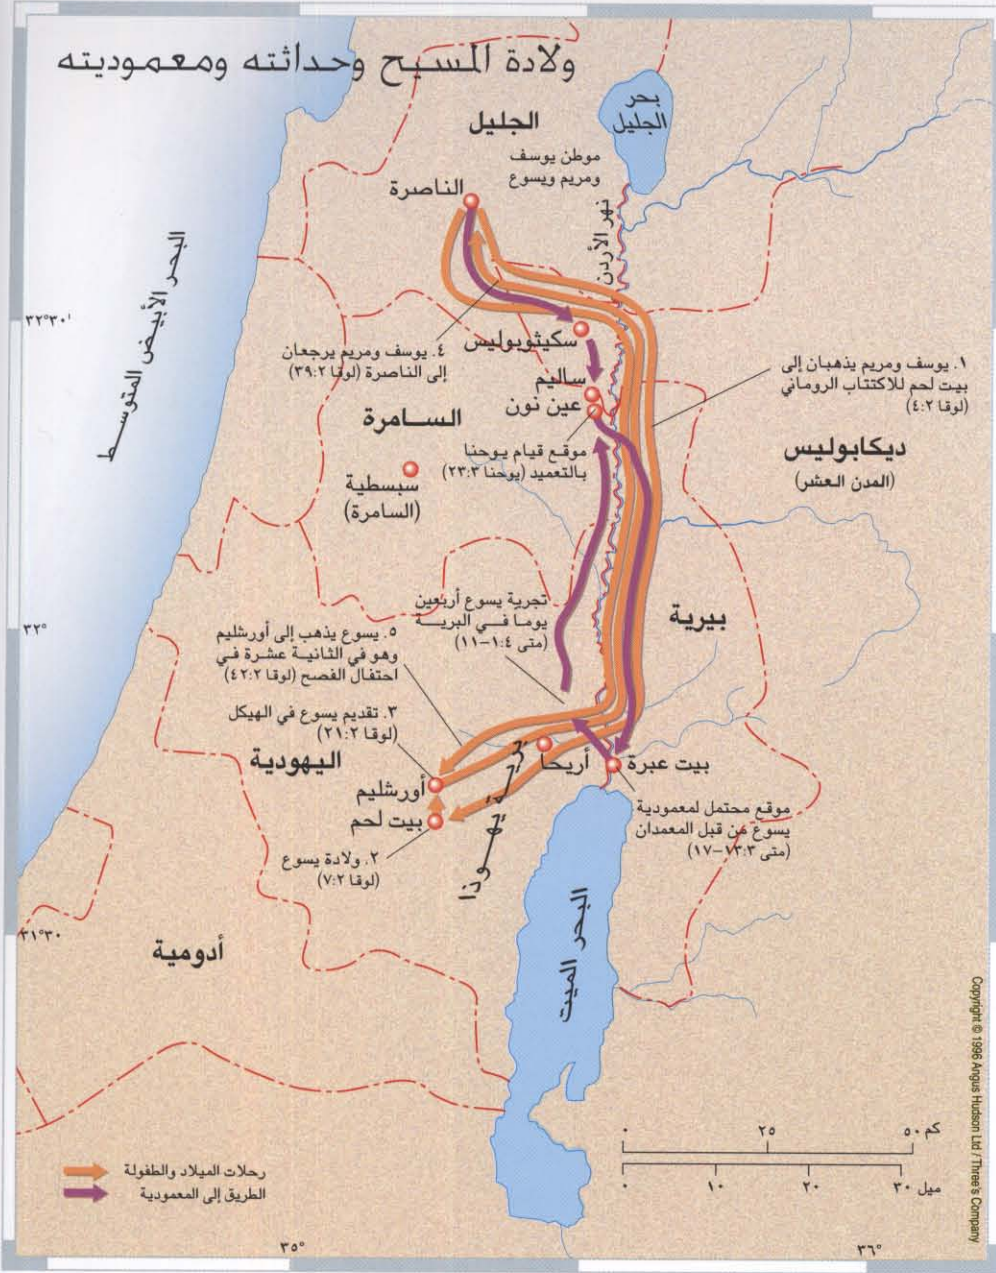 ولادة المسيح وحداثته ومعموديته
بحر
الجليل
الجليل
موطن يوسف
ومريم ويسوع
الناصرة
نهر الأردن
البحر الأبيض المتوسط
٣٢°٣٠'
سكيثوبوليس
٤. يوسف ومريم يرجعان
إلى الناصرة (لوقا ٣٩:٢)
١. يوسف ومريم يذهبان إلى
بيت لحم للاكتتاب الروماني
(لوقا ٤:٢)
ساليم
عين نون
السامرة
موقع قيام يوحنا
بالتعميد (يوحنا ٢٣:٣)
ديكابوليس
(المدن العشر)
سبسطية
(السامرة)
تجربة يسوع أربعين
يوما في البرية
(متى ١:٤–١١)
بيرية
٣٢°
٥. يسوع يذهب إلى أورشليم
وهو في الثانية عشرة في
احتفال الفصح (لوقا ٤٢:٢)
٣. تقديم يسوع في الهيكل
(لوقا ٢١:٢)
اليهودية
أريحا
بيت عبرة
أورشليم
بيت لحم
برية يهوذا
موقع محتمل لمعمودية
يسوع من قبل المعمدان
(متى ١٣:٣–١٧)
٢. ولادة يسوع
(لوقا ٧:٢)
البحر الميت
٣١°٣٠
أدومية
٠ ٢٥ ٥٠ كم
٠ ١٠ ٢٠ ٣٠ ميل
رحلات الميلاد والطفولة
الطريق إلى المعمودية
٣٥°
٣٦°
Copyright © 1996 Angus Hudson Ltd / Three's Company